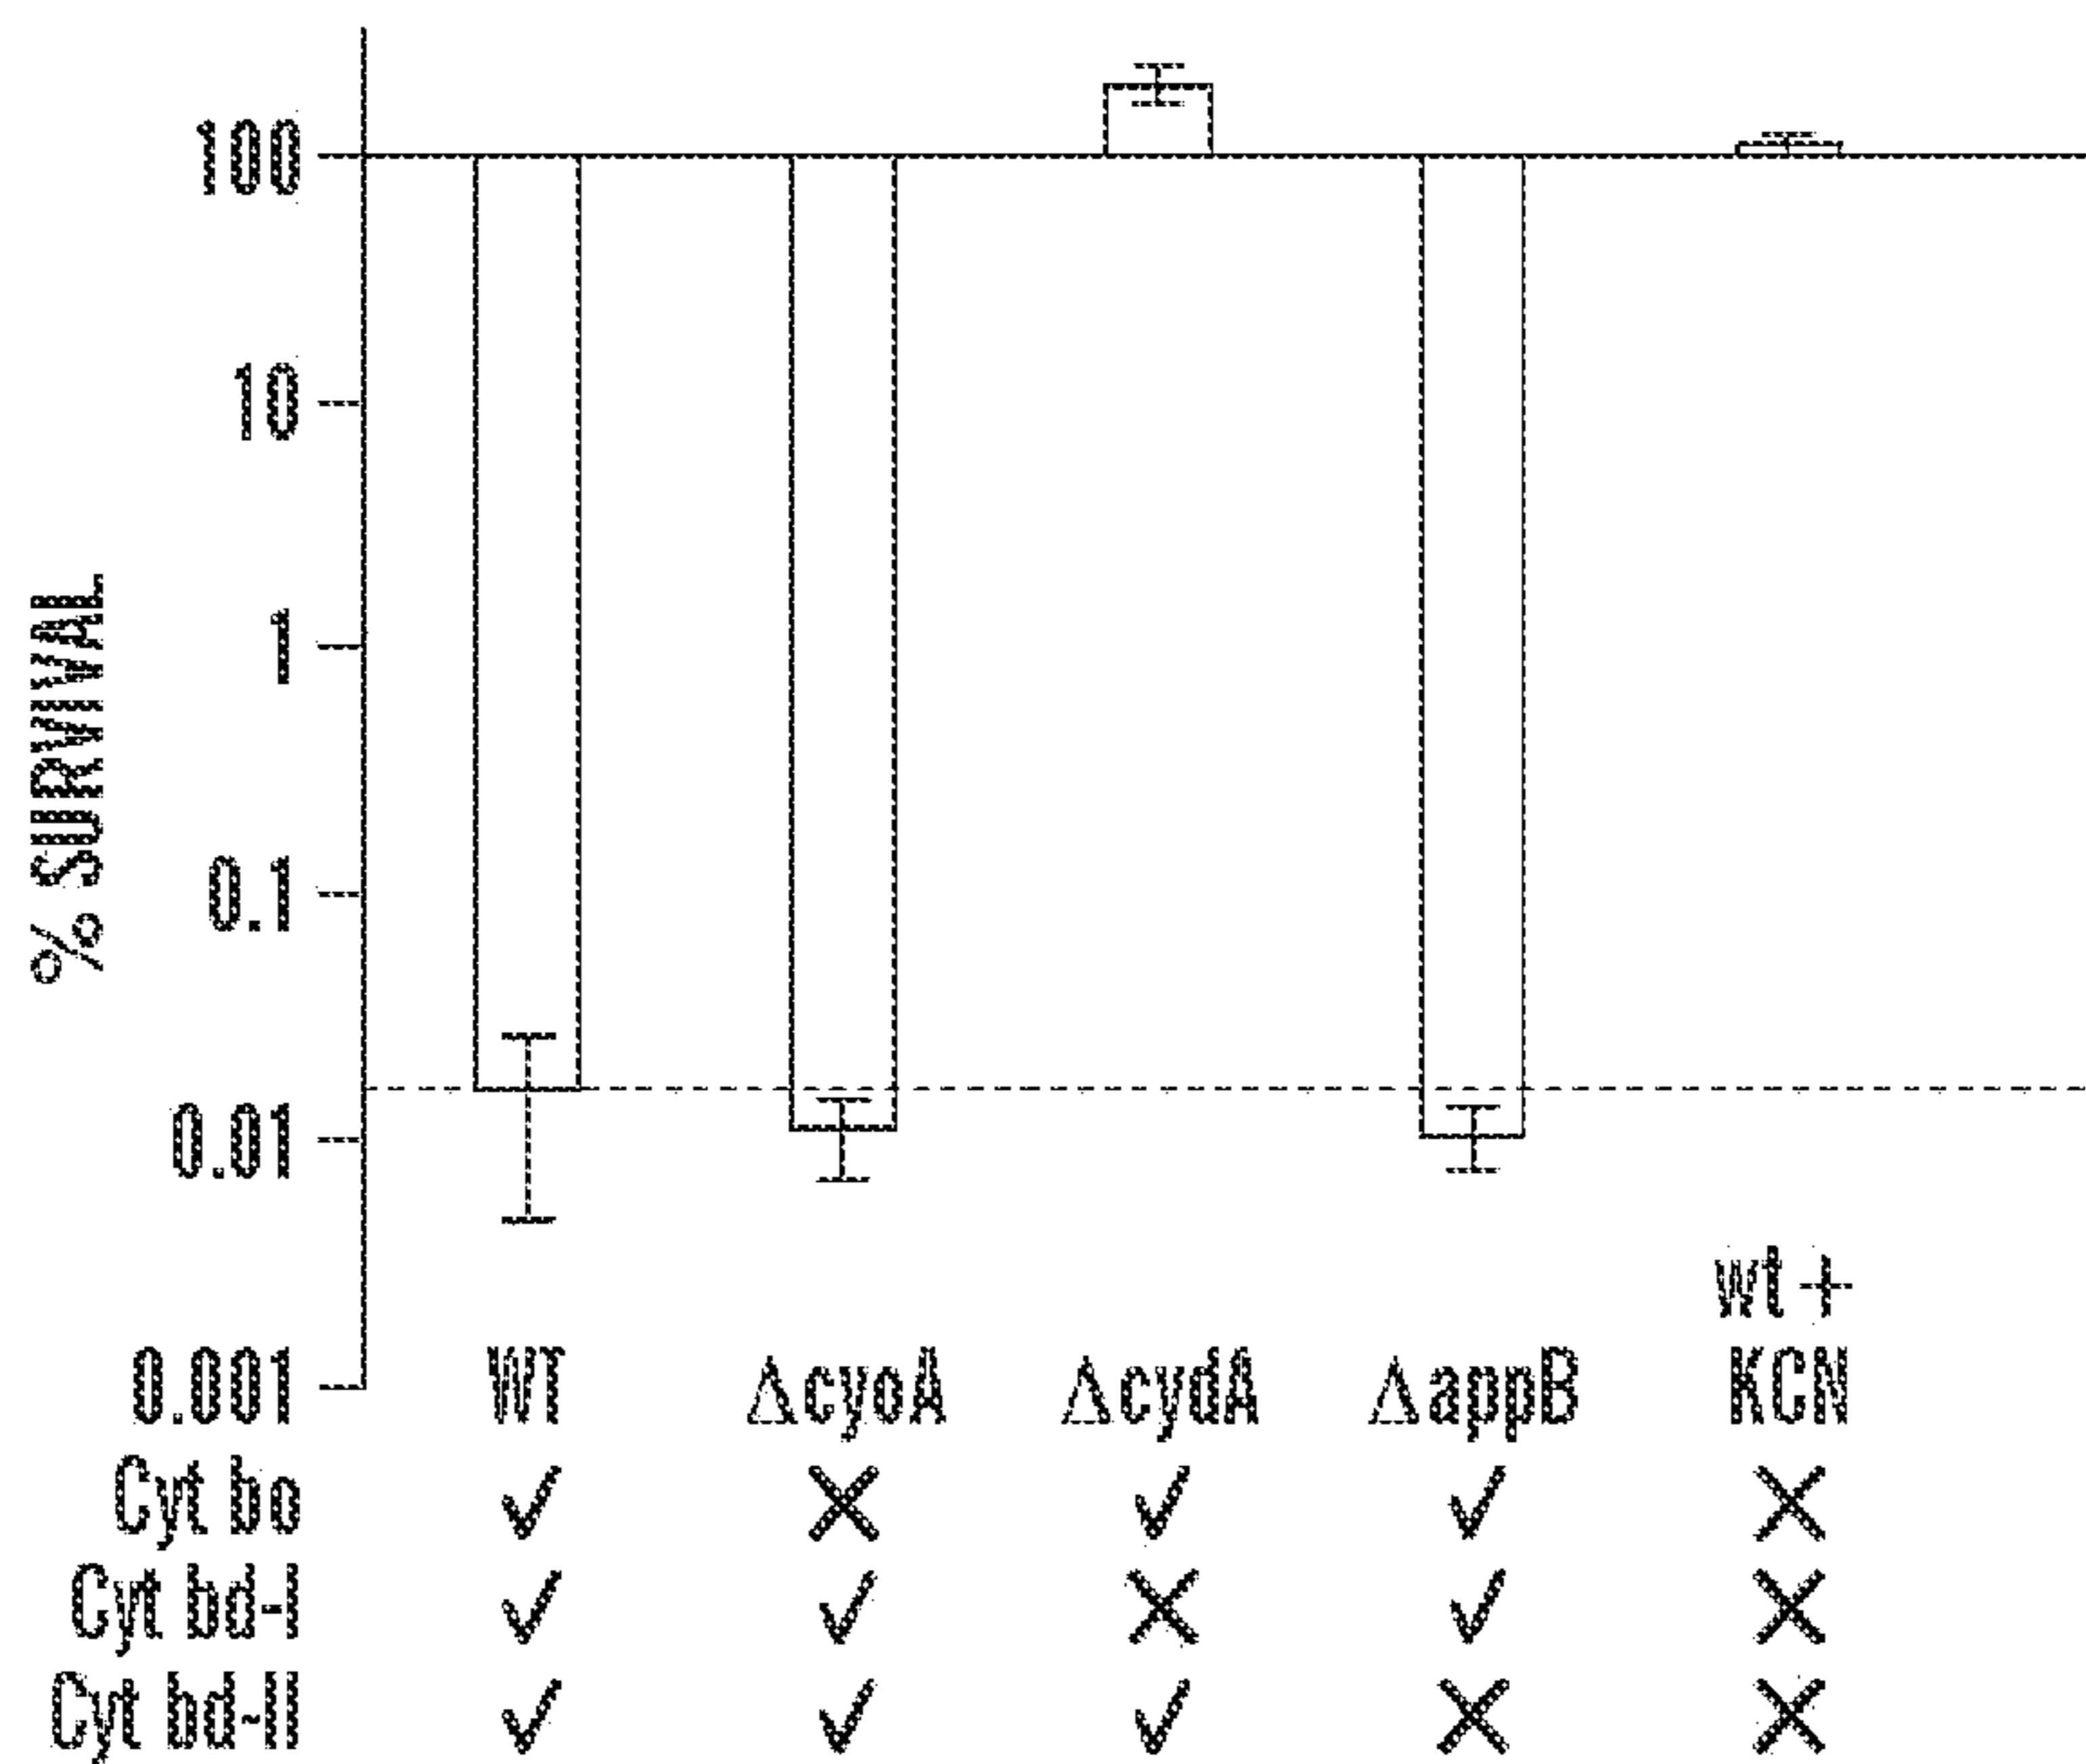 100
10
1
0.1
0.01
0.001
% SURVIVAL
wt +
WT ΔcyoA ΔcydA ΔappB KCN
Cyt bo ✓ ✗ ✓ ✓ ✗
Cyt bd-I ✓ ✓ ✗ ✓ ✗
Cyt bd-II ✓ ✓ ✓ ✗ ✗